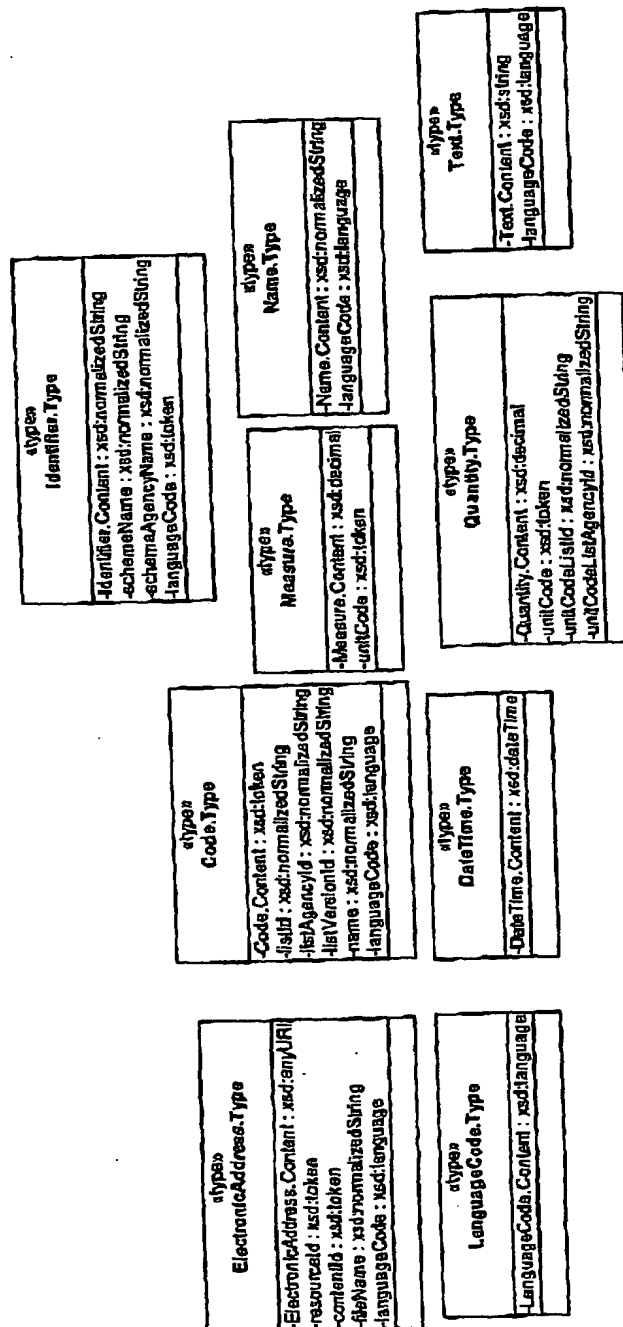 «type»
Identifier.Type
-Identifier.Content : xsd:normalizedString
-schemeName : xsd:normalizedString
-schemeAgencyName : xsd:normalizedString
-languageCode : xsd:token
«type»
Name.Type
-Name.Content : xsd:normalizedString
-languageCode : xsd:language
«type»
Text.Type
-Text.Content : xsd:string
-languageCode : xsd:language
«type»
Measure.Type
-Measure.Content : xsd:decimal
-unitCode : xsd:token
«type»
Quantity.Type
-Quantity.Content : xsd:decimal
-unitCode : xsd:token
-unitCodeListId : xsd:normalizedString
-unitCodeListAgencyId : xsd:normalizedString
«type»
Code.Type
-Code.Content : xsd:token
-listId : xsd:normalizedString
-listAgencyId : xsd:normalizedString
-listVersionId : xsd:normalizedString
-name : xsd:normalizedString
-languageCode : xsd:language
«type»
DateTime.Type
-DateTime.Content : xsd:dateTime
«type»
ElectronicAddress.Type
-ElectronicAddress.Content : xsd:anyURI
-resourceId : xsd:token
-contentId : xsd:token
-fileName : xsd:normalizedString
-languageCode : xsd:language
«type»
LanguageCode.Type
-LanguageCode.Content : xsd:language